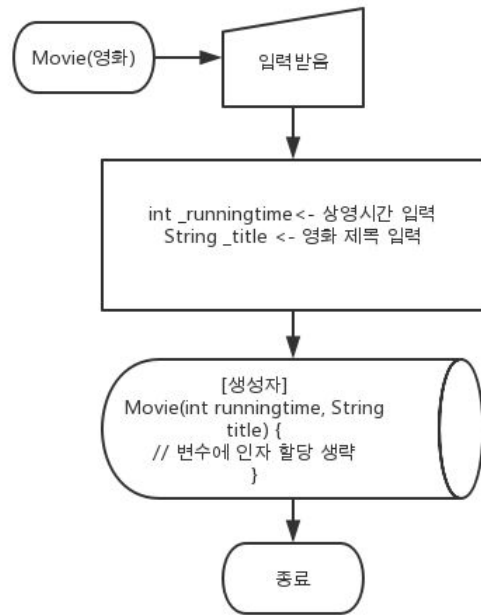 Movie(영화)
입력받음
int _runningtime<- 상영시간 입력
String _title <- 영화 제목 입력
[생성자]
Movie(int runningtime, String
title) {
// 변수에 인자 할당 생략
}
종료